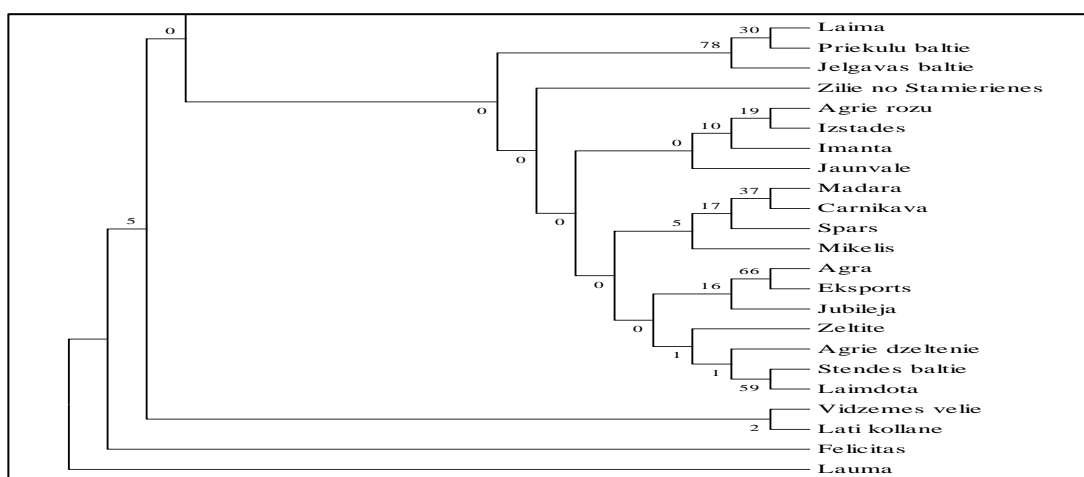 0
Laima
30
Priekulu baltie
78
Jelgavas baltie
Zilie no Stamierienes
0
Agrie rozu
19
Izstades
10
Imanta
0
Jaunvale
0
Madara
37
Carnikava
17
Spars
5
Mikelis
5
0
Agra
66
Eksports
16
Jubileja
0
Zeltite
0
Agrie dzeltenie
1
Stendes baltie
1
Laimdota
59
Vidzemes velie
Lati kollane
2
Felicitas
Lauma